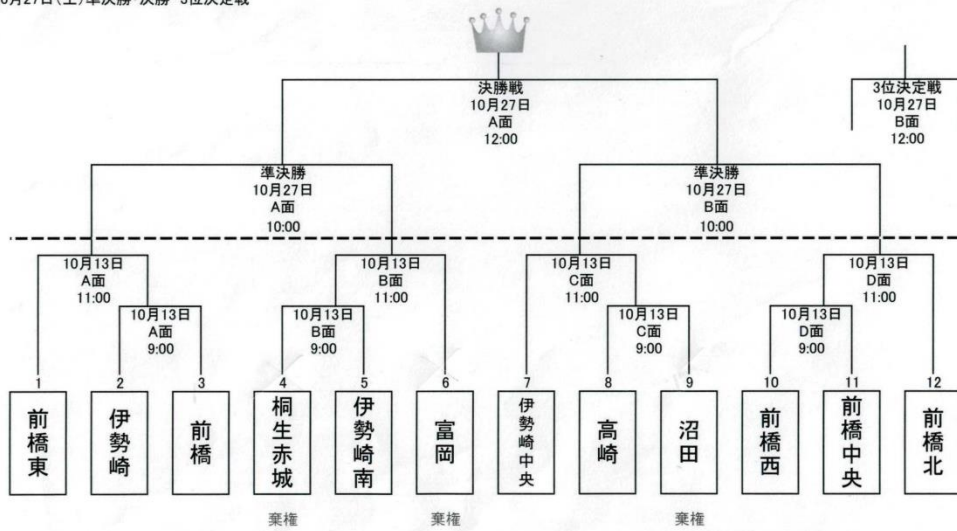 10月27日(土)準決勝・決勝・3位決定戦
決勝戦
10月27日
A面
12:00
3位決定戦
10月27日
B面
12:00
準決勝
10月27日
A面
10:00
準決勝
10月27日
B面
10:00
10月13日
A面
11:00
10月13日
B面
11:00
10月13日
C面
11:00
10月13日
D面
11:00
10月13日
A面
9:00
10月13日
B面
9:00
10月13日
C面
9:00
10月13日
D面
9:00
1
2
3
4
5
6
7
8
9
10
11
12
前橋東
伊勢崎
前橋
桐生赤城
伊勢崎南
富岡
伊勢崎中央
高崎
沼田
前橋西
前橋中央
前橋北
棄権
棄権
棄権